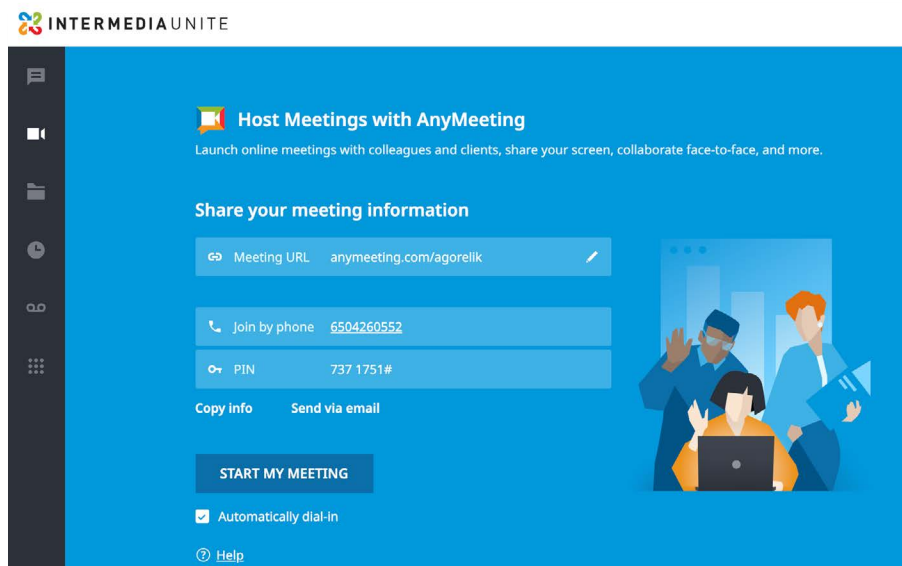 INTERMEDIA UNITE
Host Meetings with AnyMeeting
Launch online meetings with colleagues and clients, share your screen, collaborate face-to-face, and more.
Share your meeting information
Meeting URL anymeeting.com/agorelik
Join by phone 6504260552
PIN 737 1751#
Copy info Send via email
START MY MEETING
Automatically dial-in
Help